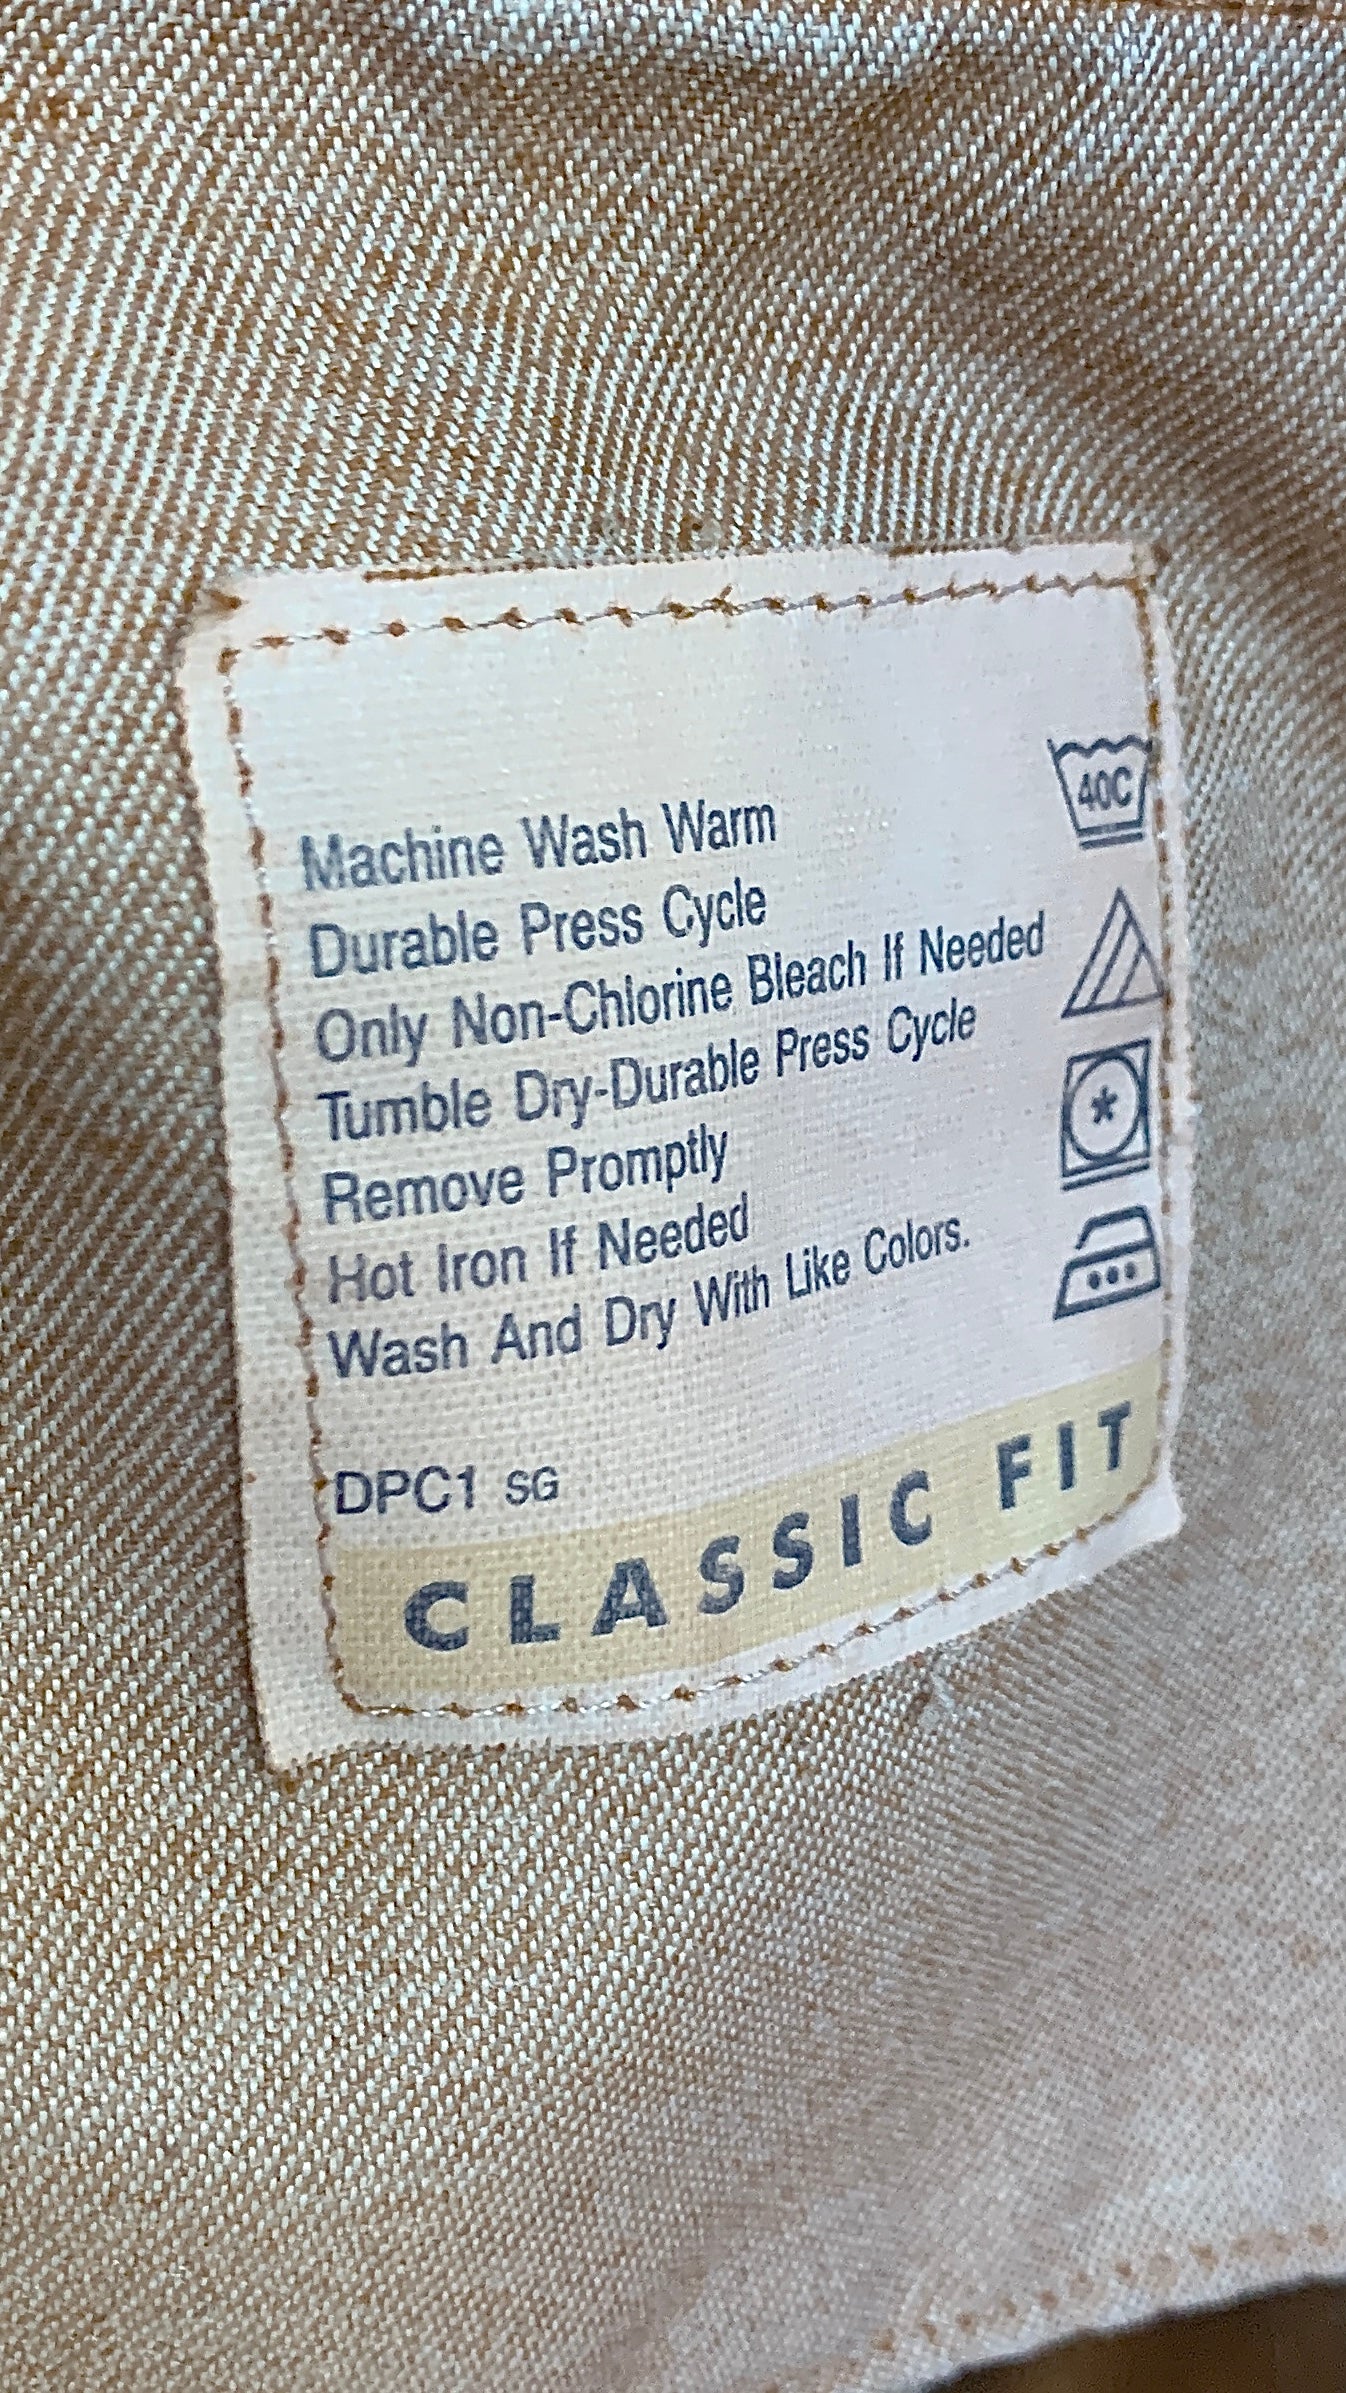 Machine Wash Warm
40C
Durable Press Cycle
Only Non-Chlorine Bleach If Needed
Tumble Dry-Durable Press Cycle
Remove Promptly
Hot Iron If Needed
Wash And Dry With Like Colors.
DPC1 SG
CLASSIC FIT